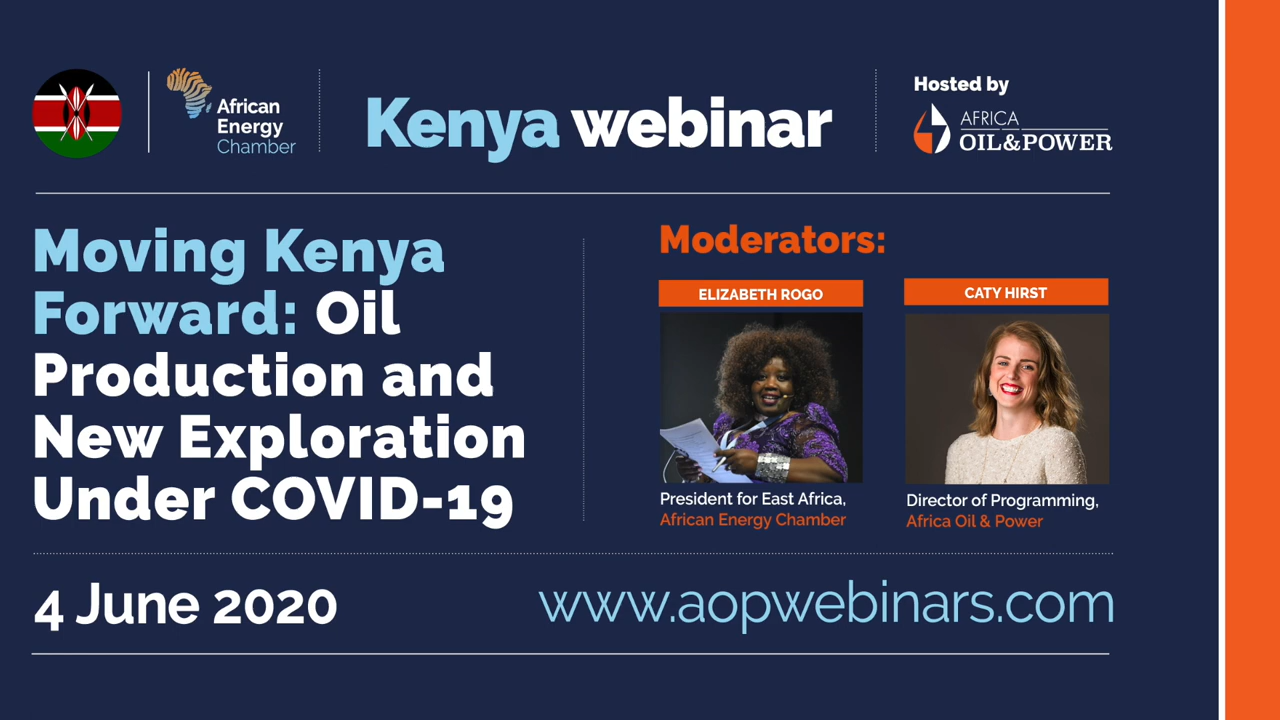 African
Energy
Chamber
Kenya webinar
Hosted by
AFRICA
OIL&POWER
Moving Kenya
Forward: Oil
Production and
New Exploration
Under COVID-19
Moderators:
ELIZABETH ROGO
President for East Africa,
African Energy Chamber
CATY HIRST
Director of Programming,
Africa Oil & Power
4 June 2020
www.aopwebinars.com